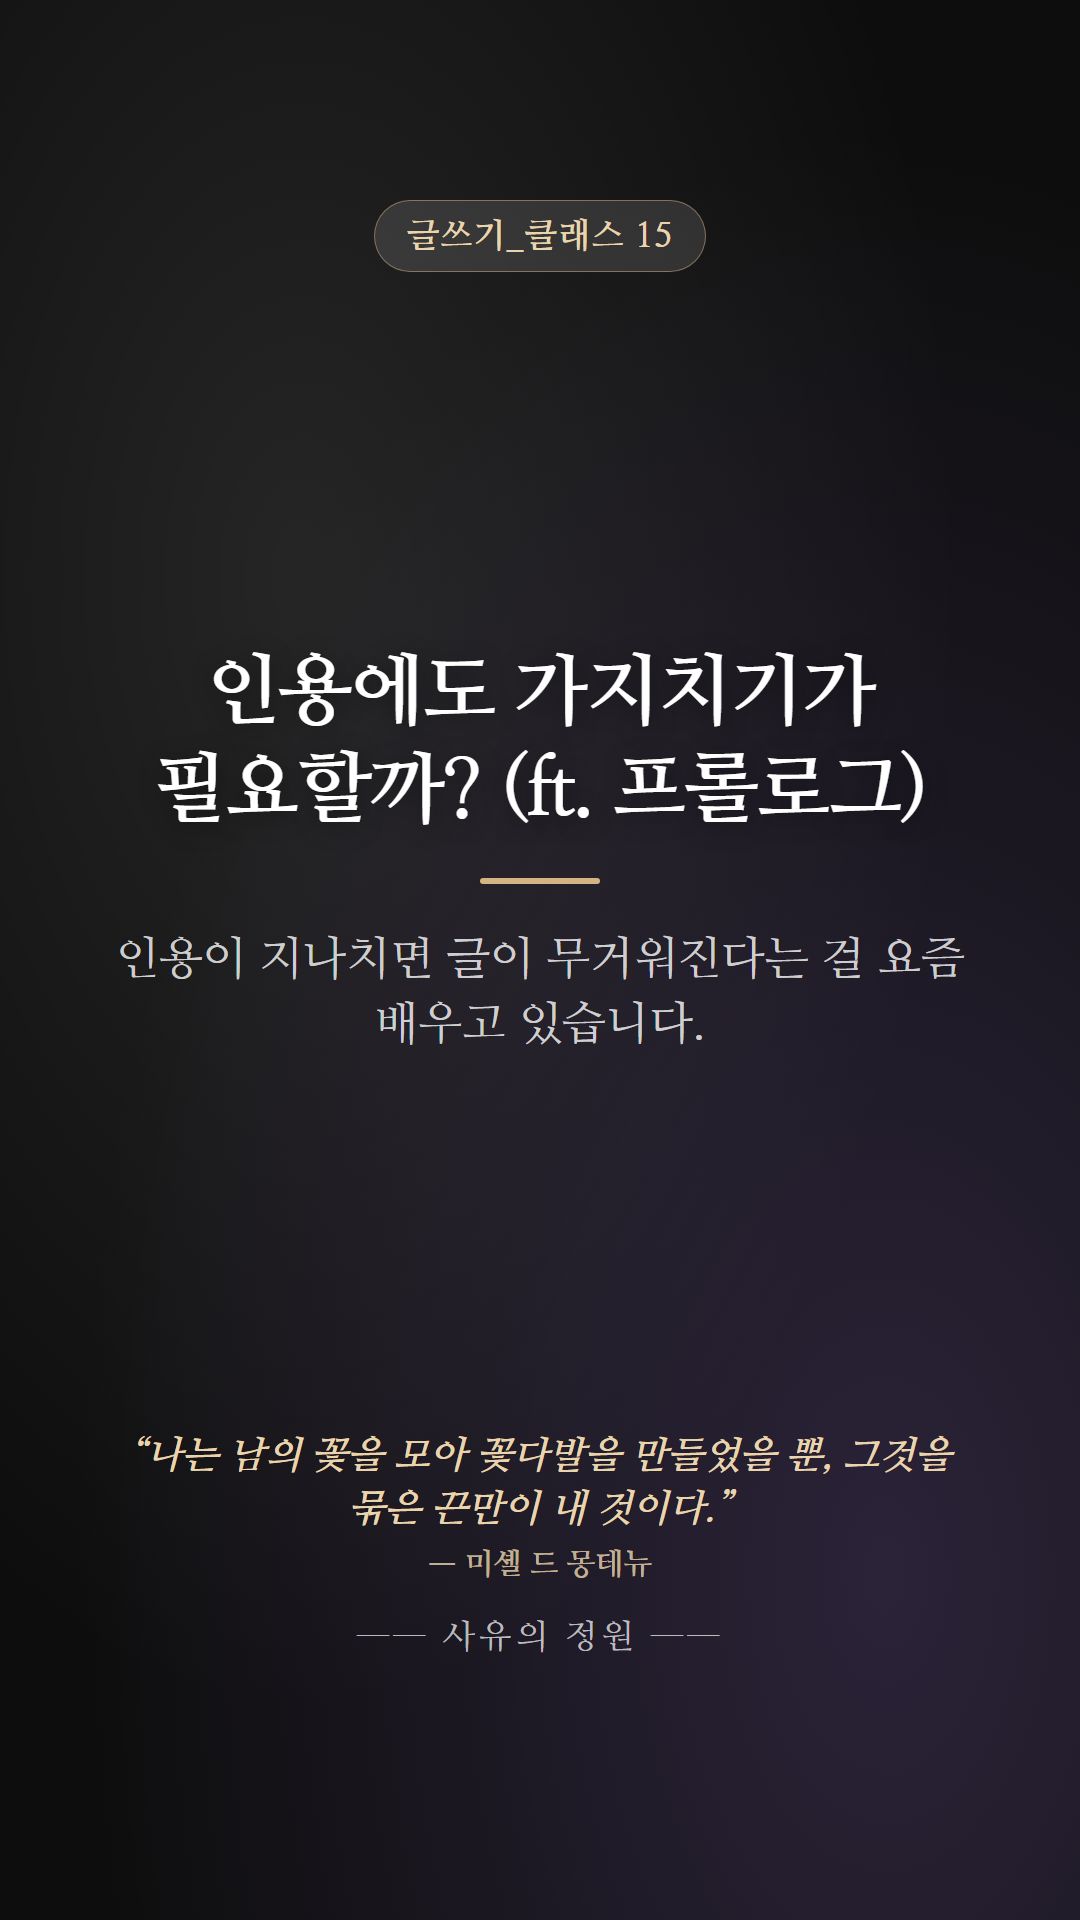 글쓰기_클래스 15
인용에도 가지치기가
필요할까? (ft. 프롤로그)
인용이 지나치면 글이 무거워진다는 걸 요즘
배우고 있습니다.
“나는 남의 꽃을 모아 꽃다발을 만들었을 뿐, 그것을
묶은 끈만이 내 것이다.”
— 미셸 드 몽테뉴
—— 사유의 정원 ——